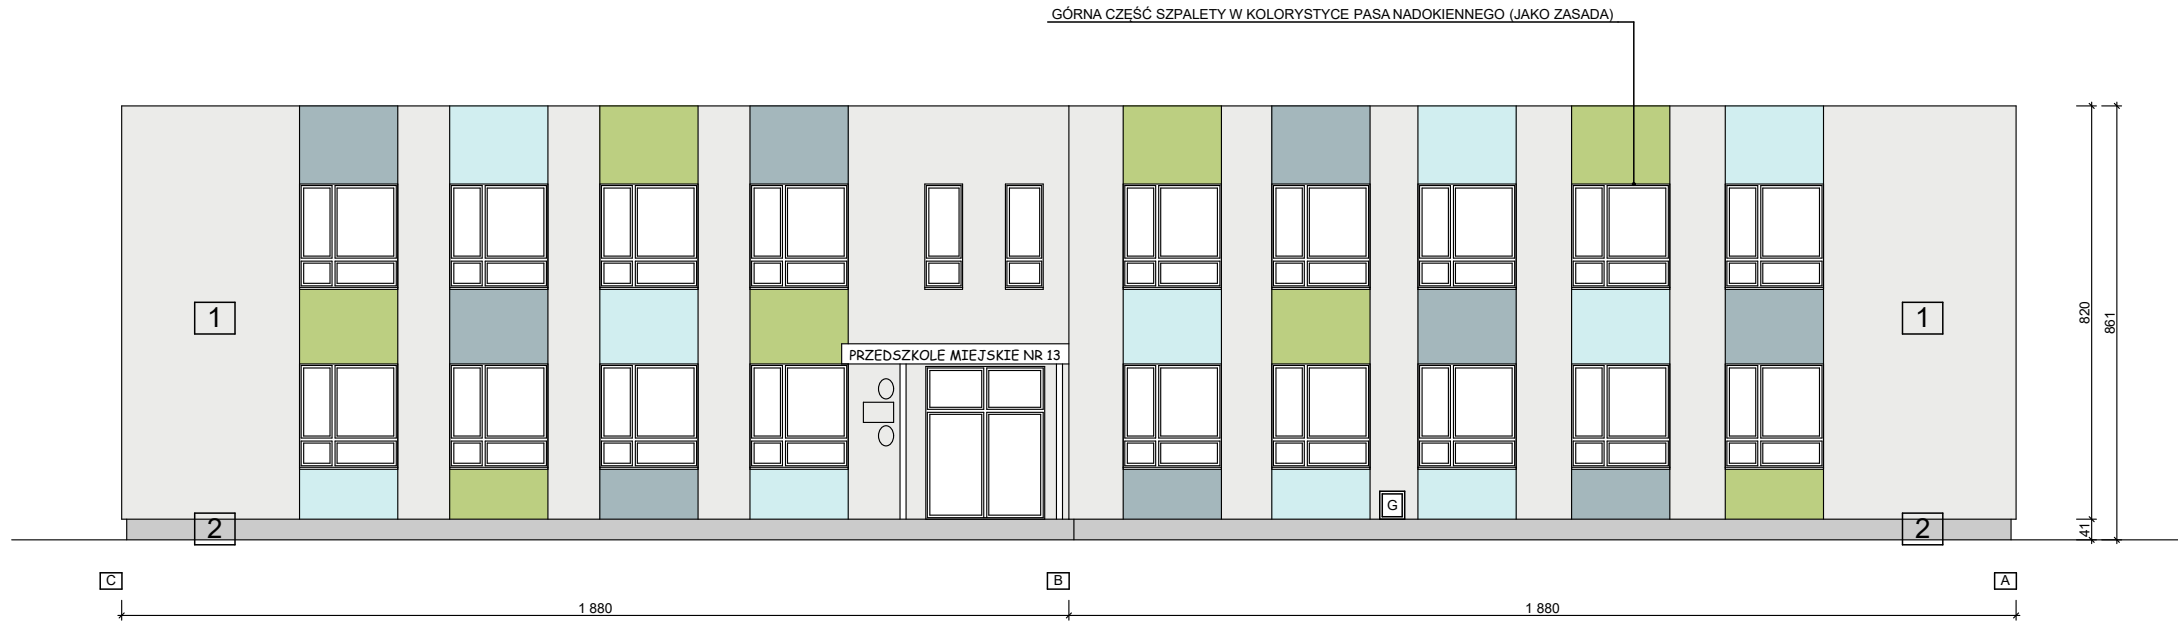 GÓRNA CZĘŚĆ SZPALETY W KOLORYSTYCE PASA NADOKIENNEGO (JAKO ZASADA)
1
1
820
861
PRZEDSZKOLE MIEJSKIE NR 13
G
2
2
41
C
B
A
1 880
1 880